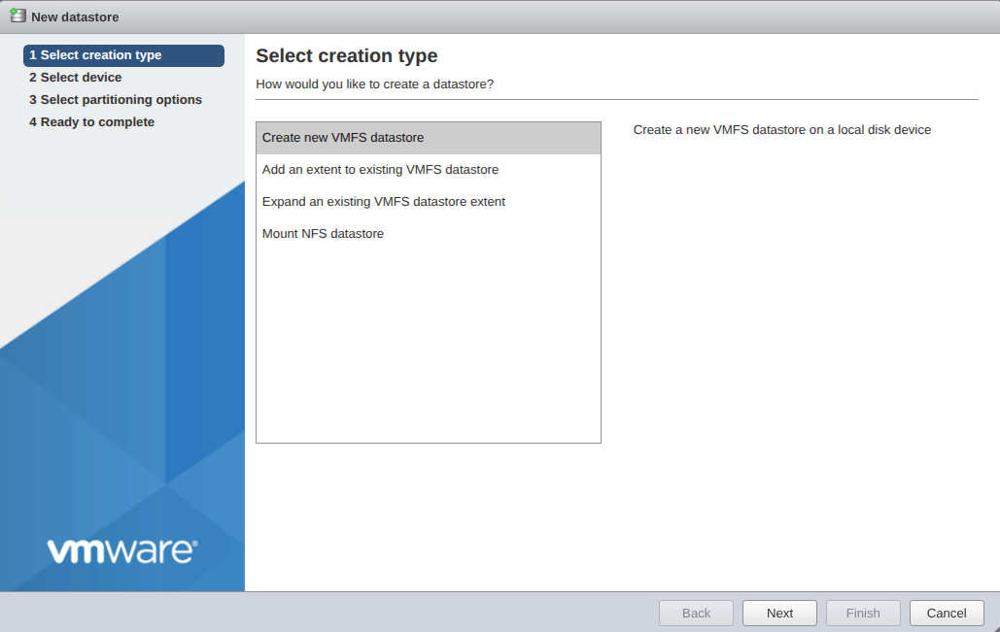 New datastore
1 Select creation type
2 Select device
3 Select partitioning options
4 Ready to complete
Select creation type
How would you like to create a datastore?
Create new VMFS datastore
Add an extent to existing VMFS datastore
Expand an existing VMFS datastore extent
Mount NFS datastore
Create a new VMFS datastore on a local disk device
vmware®
Back
Next
Finish
Cancel